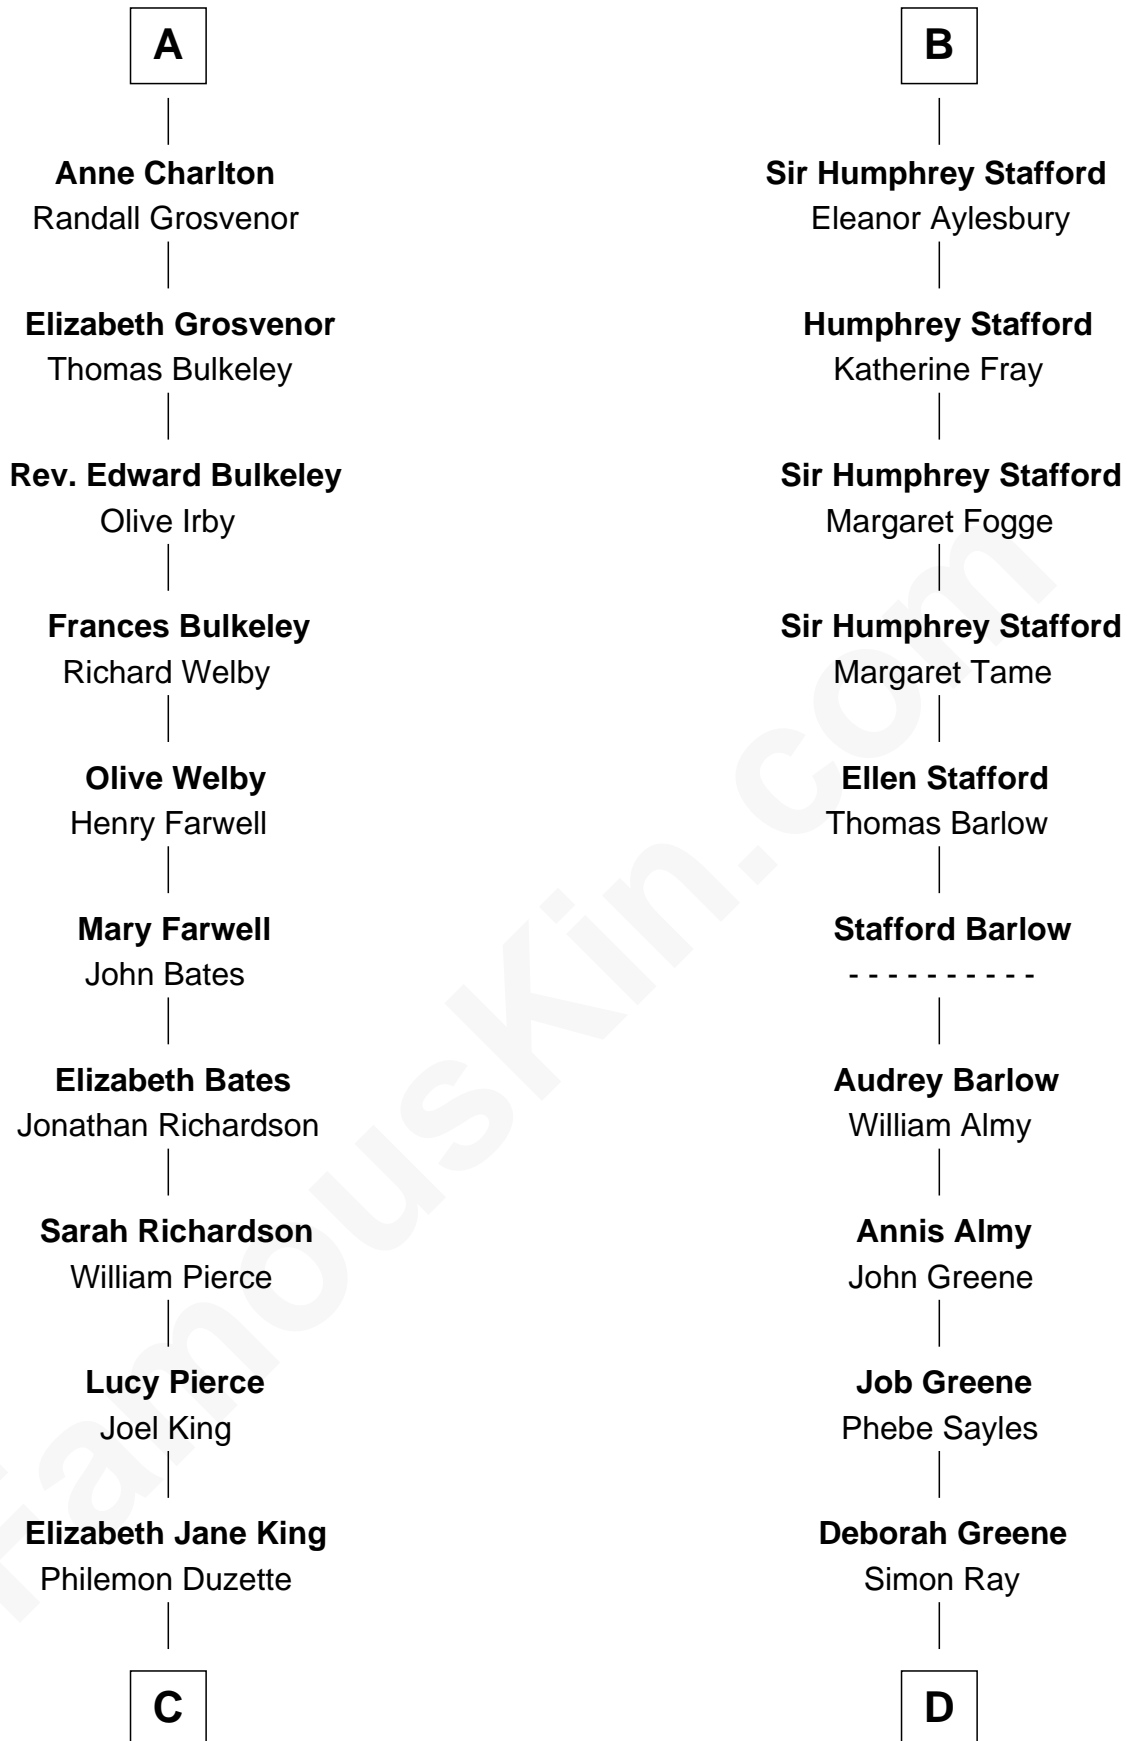 A
Anne Charlton
Randall Grosvenor
Elizabeth Grosvenor
Thomas Bulkeley
Rev. Edward Bulkeley
Olive Irby
Frances Bulkeley
Richard Welby
Olive Welby
Henry Farwell
Mary Farwell
John Bates
Elizabeth Bates
Jonathan Richardson
Sarah Richardson
William Pierce
Lucy Pierce
Joel King
Elizabeth Jane King
Philemon Duzette
C
B
Sir Humphrey Stafford
Eleanor Aylesbury
Humphrey Stafford
Katherine Fray
Sir Humphrey Stafford
Margaret Fogge
Sir Humphrey Stafford
Margaret Tame
Ellen Stafford
Thomas Barlow
Stafford Barlow
- - - - - - - - - -
Audrey Barlow
William Almy
Annis Almy
John Greene
Job Greene
Phebe Sayles
Deborah Greene
Simon Ray
D
FamousKin.com